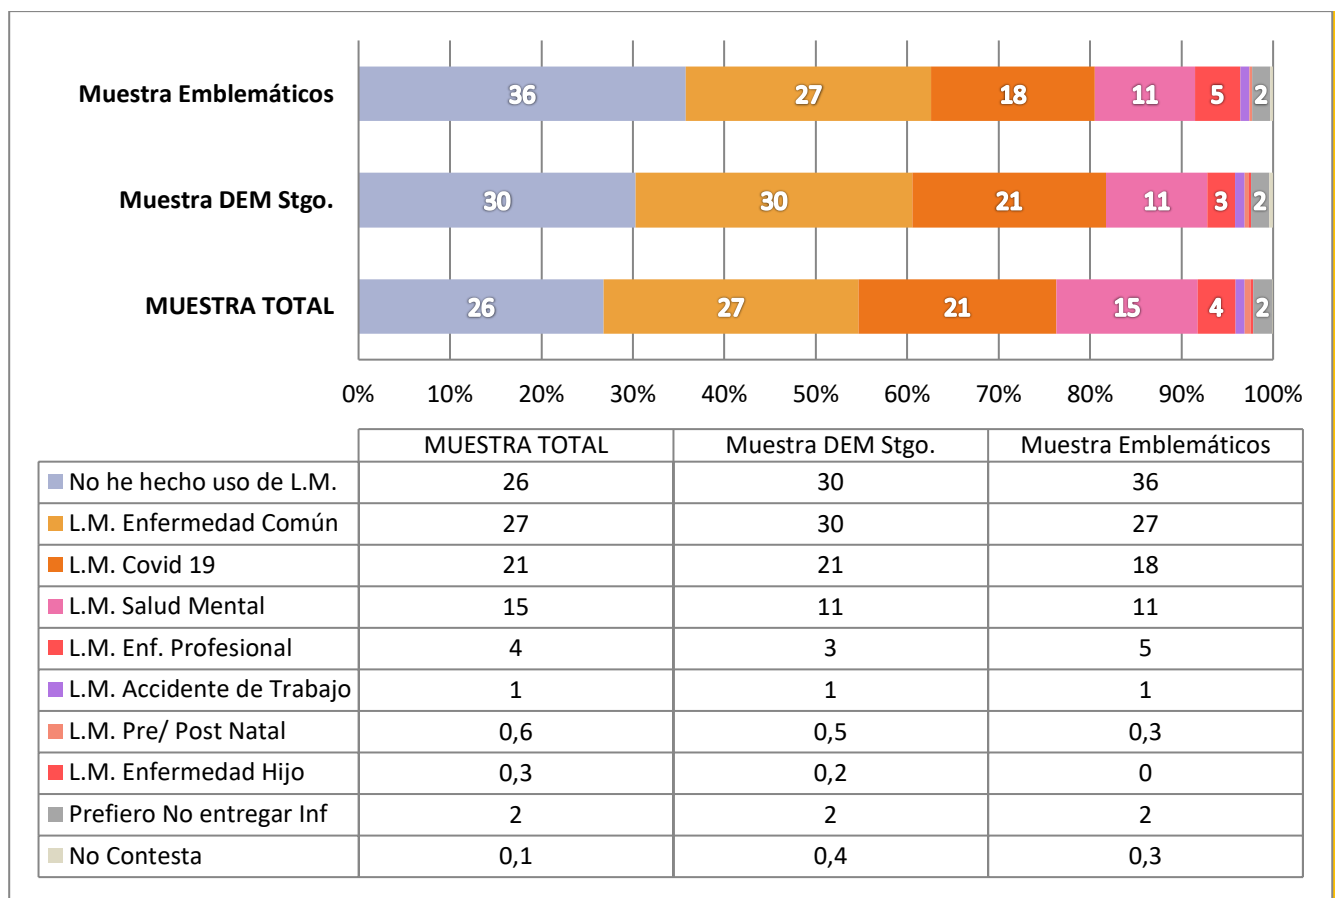 Muestra Emblemáticos 36 27 18 11 5 2
Muestra DEM Stgo. 30 30 21 11 3 2
MUESTRA TOTAL 26 27 21 15 4 2
0% 10% 20% 30% 40% 50% 60% 70% 80% 90% 100%
MUESTRA TOTAL Muestra DEM Stgo. Muestra Emblemáticos
No he hecho uso de L.M. 26 30 36
L.M. Enfermedad Común 27 30 27
L.M. Covid 19 21 21 18
L.M. Salud Mental 15 11 11
L.M. Enf. Profesional 4 3 5
L.M. Accidente de Trabajo 1 1 1
L.M. Pre/ Post Natal 0,6 0,5 0,3
L.M. Enfermedad Hijo 0,3 0,2 0
Prefiero No entregar Inf 2 2 2
No Contesta 0,1 0,4 0,3